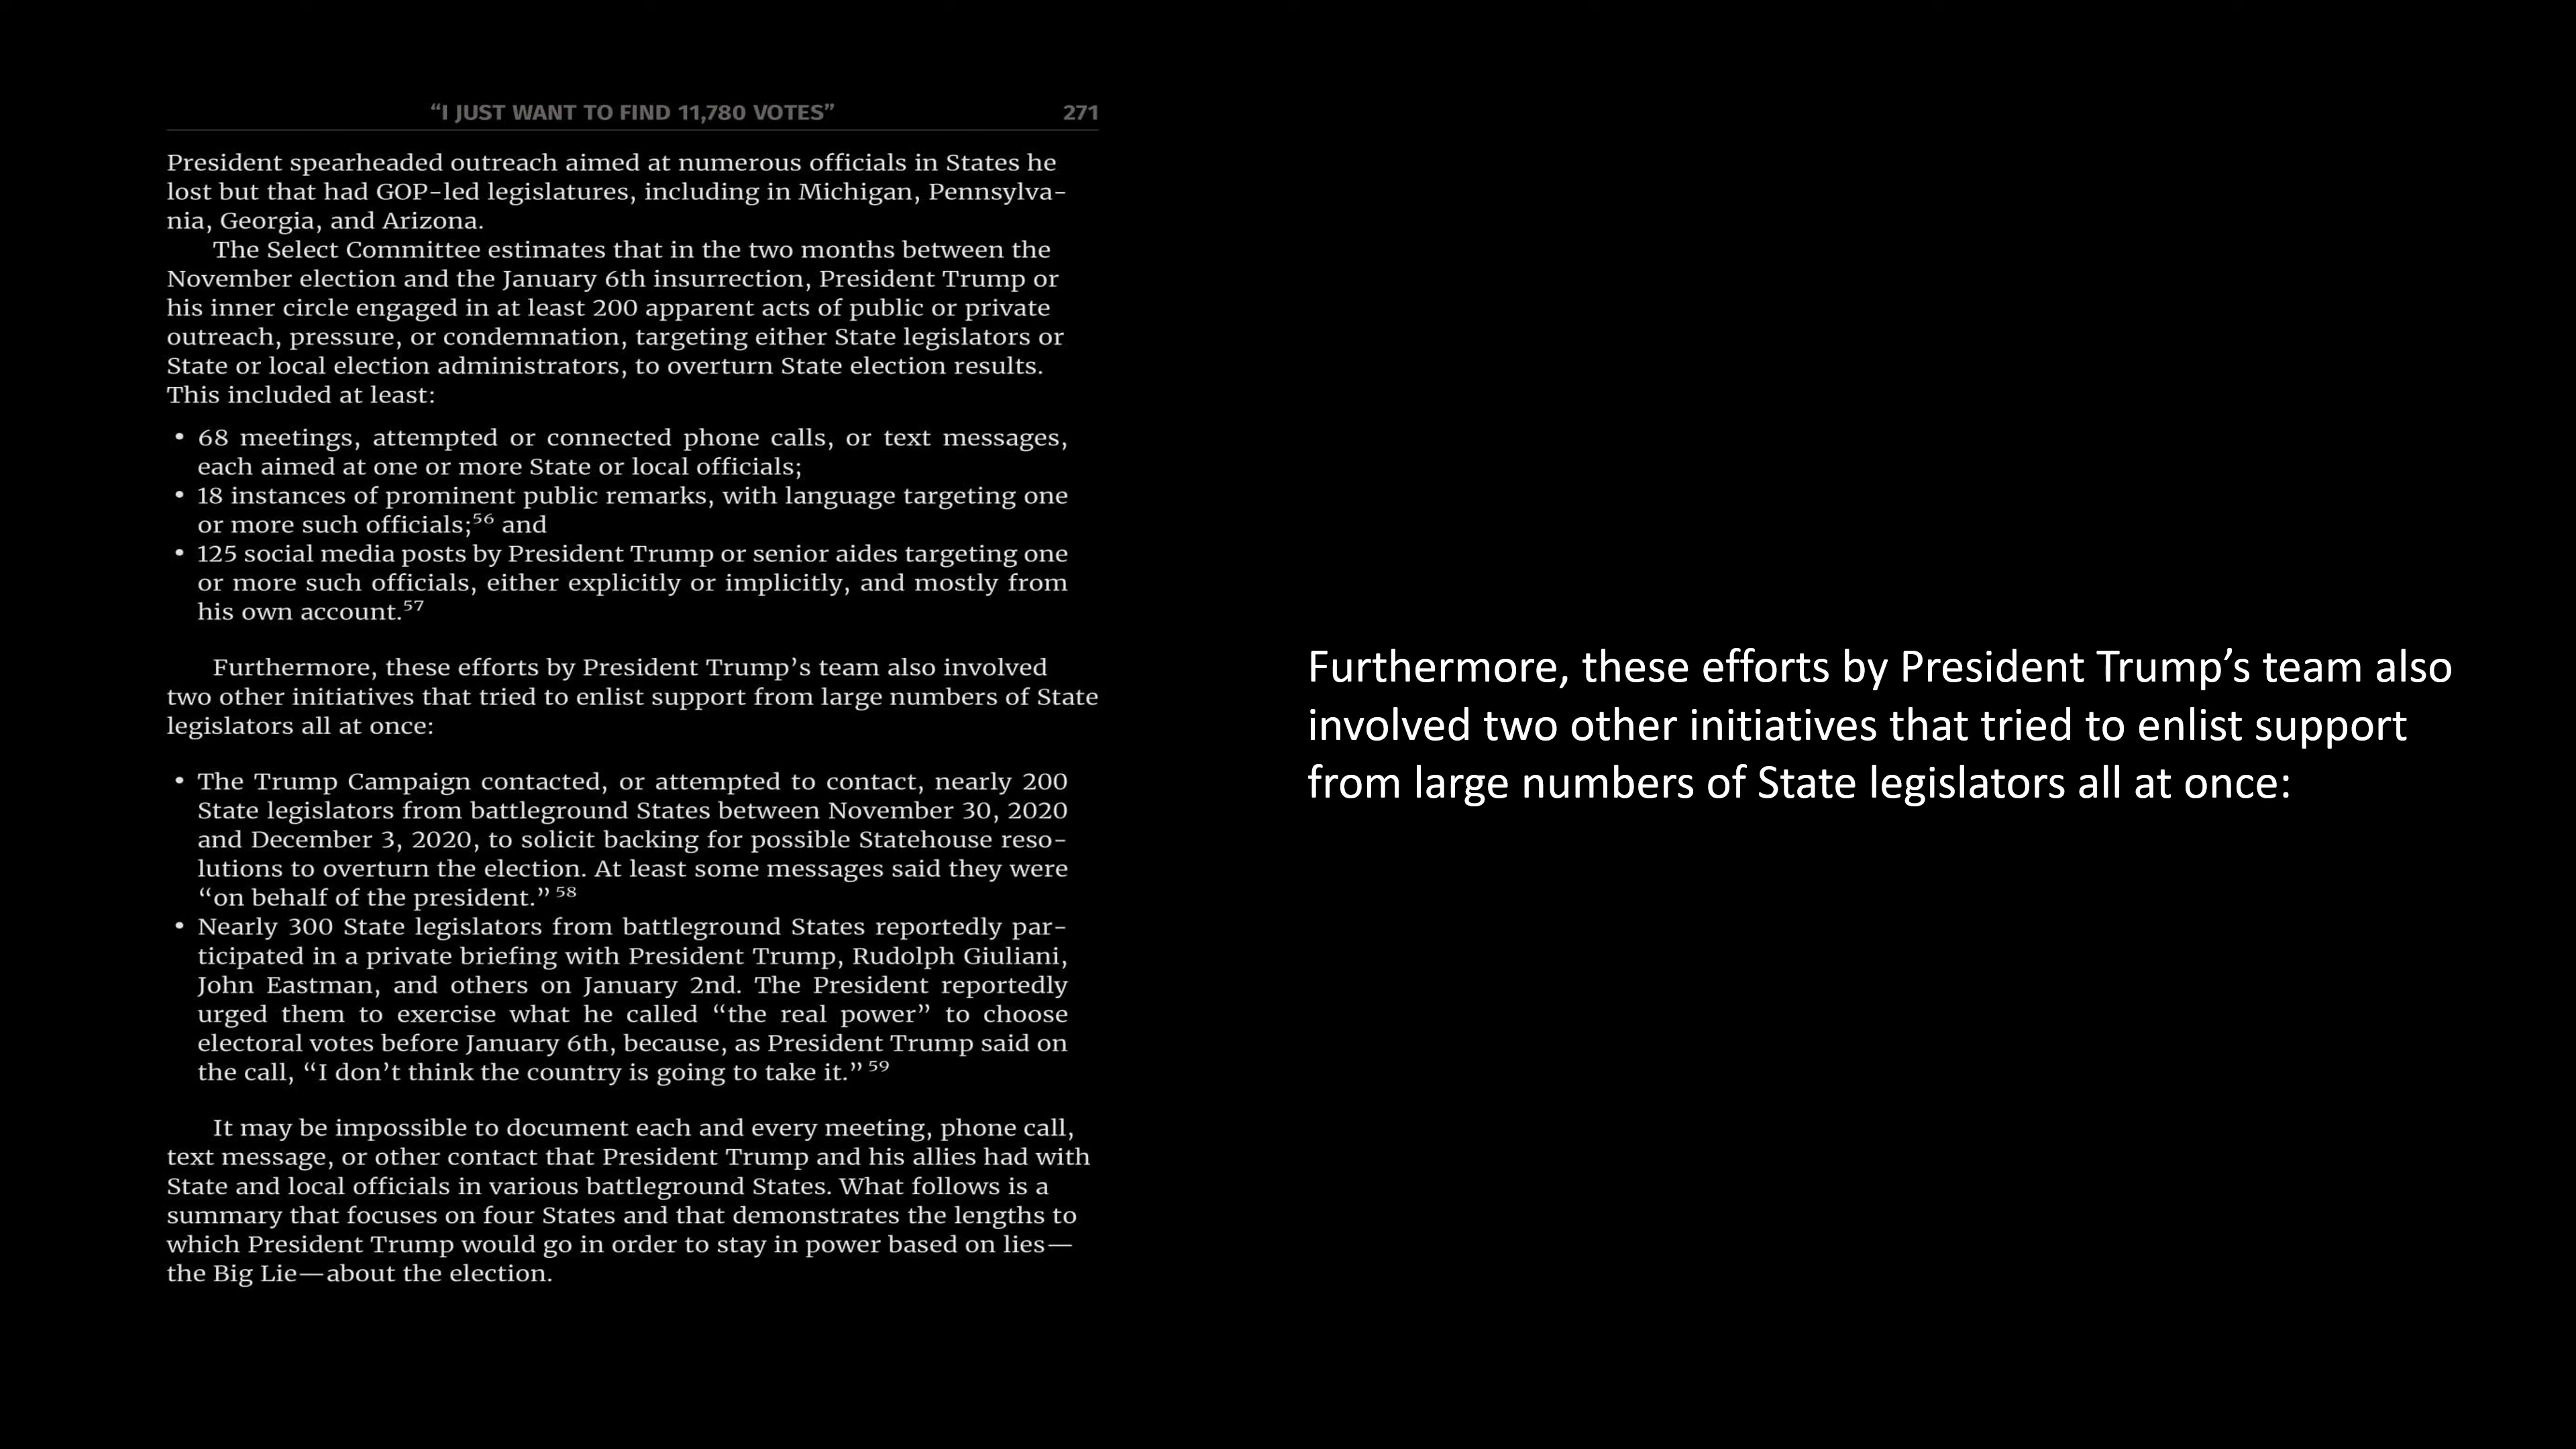 “I JUST WANT TO FIND 11,780 VOTES” 271
President spearheaded outreach aimed at numerous officials in States he
lost but that had GOP-led legislatures, including in Michigan, Pennsylva-
nia, Georgia, and Arizona.
The Select Committee estimates that in the two months between the
November election and the January 6th insurrection, President Trump or
his inner circle engaged in at least 200 apparent acts of public or private
outreach, pressure, or condemnation, targeting either State legislators or
State or local election administrators, to overturn State election results.
This included at least:
• 68 meetings, attempted or connected phone calls, or text messages,
each aimed at one or more State or local officials;
• 18 instances of prominent public remarks, with language targeting one
or more such officials;⁵⁶ and
• 125 social media posts by President Trump or senior aides targeting one
or more such officials, either explicitly or implicitly, and mostly from
his own account.⁵⁷
Furthermore, these efforts by President Trump’s team also involved
two other initiatives that tried to enlist support from large numbers of State
legislators all at once:
• The Trump Campaign contacted, or attempted to contact, nearly 200
State legislators from battleground States between November 30, 2020
and December 3, 2020, to solicit backing for possible Statehouse reso-
lutions to overturn the election. At least some messages said they were
“on behalf of the president.” ⁵⁸
• Nearly 300 State legislators from battleground States reportedly par-
ticipated in a private briefing with President Trump, Rudolph Giuliani,
John Eastman, and others on January 2nd. The President reportedly
urged them to exercise what he called “the real power” to choose
electoral votes before January 6th, because, as President Trump said on
the call, “I don’t think the country is going to take it.” ⁵⁹
It may be impossible to document each and every meeting, phone call,
text message, or other contact that President Trump and his allies had with
State and local officials in various battleground States. What follows is a
summary that focuses on four States and that demonstrates the lengths to
which President Trump would go in order to stay in power based on lies—
the Big Lie—about the election.
Furthermore, these efforts by President Trump’s team also
involved two other initiatives that tried to enlist support
from large numbers of State legislators all at once: